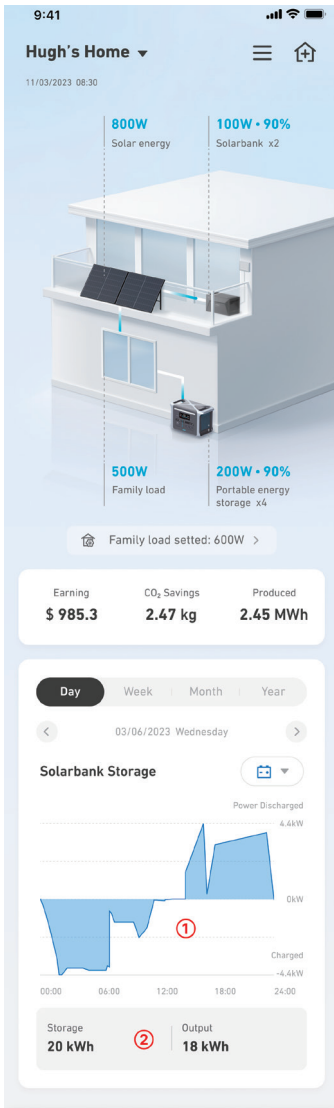 9:41
Hugh's Home
11/03/2023 08:30
800W
Solar energy
100W • 90%
Solarbank x2
500W
Family load
200W • 90%
Portable energy
storage x4
Family load setted: 600W >
Earning
$ 985.3
CO₂ Savings
2.47 kg
Produced
2.45 MWh
Day
Week
Month
Year
03/06/2023 Wednesday
Solarbank Storage
Power Discharged
4.4kW
0kW
①
Charged
-4.4kW
00:00 06:00 12:00 18:00 24:00
Storage
20 kWh
②
Output
18 kWh